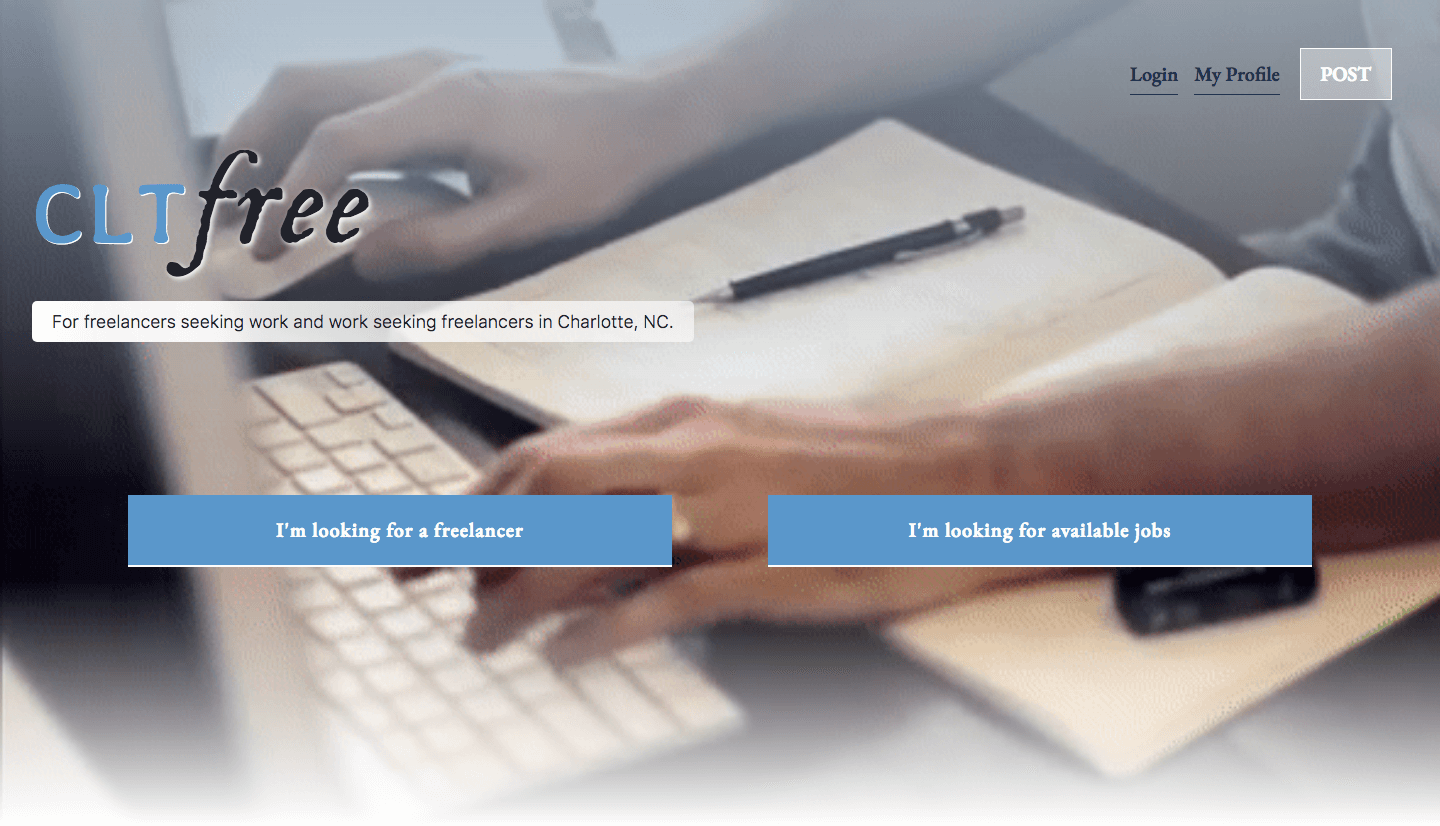 Login My Profile POST
CLTfree
For freelancers seeking work and work seeking freelancers in Charlotte, NC.
I'm looking for a freelancer
I'm looking for available jobs